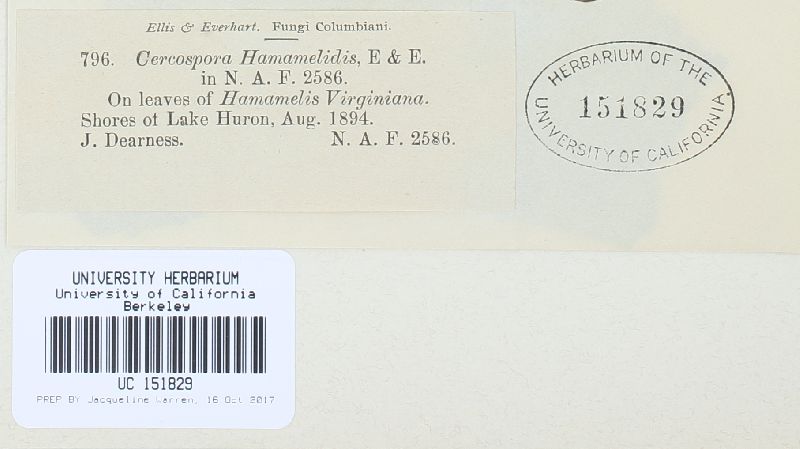 Ellis & Everhart. Fungi Columbiani.
796. Cercospora Hamamelidis, E & E.
in N. A. F. 2586.
On leaves of Hamamelis Virginiana.
Shores of Lake Huron, Aug. 1894.
J. Dearness. N. A. F. 2586.
HERBARIUM OF THE
151829
UNIVERSITY OF CALIFORNIA.
UNIVERSITY HERBARIUM
University of California
Berkeley
UC 151829
PREP BY Jacqueline Warren, 16 Oct 2017